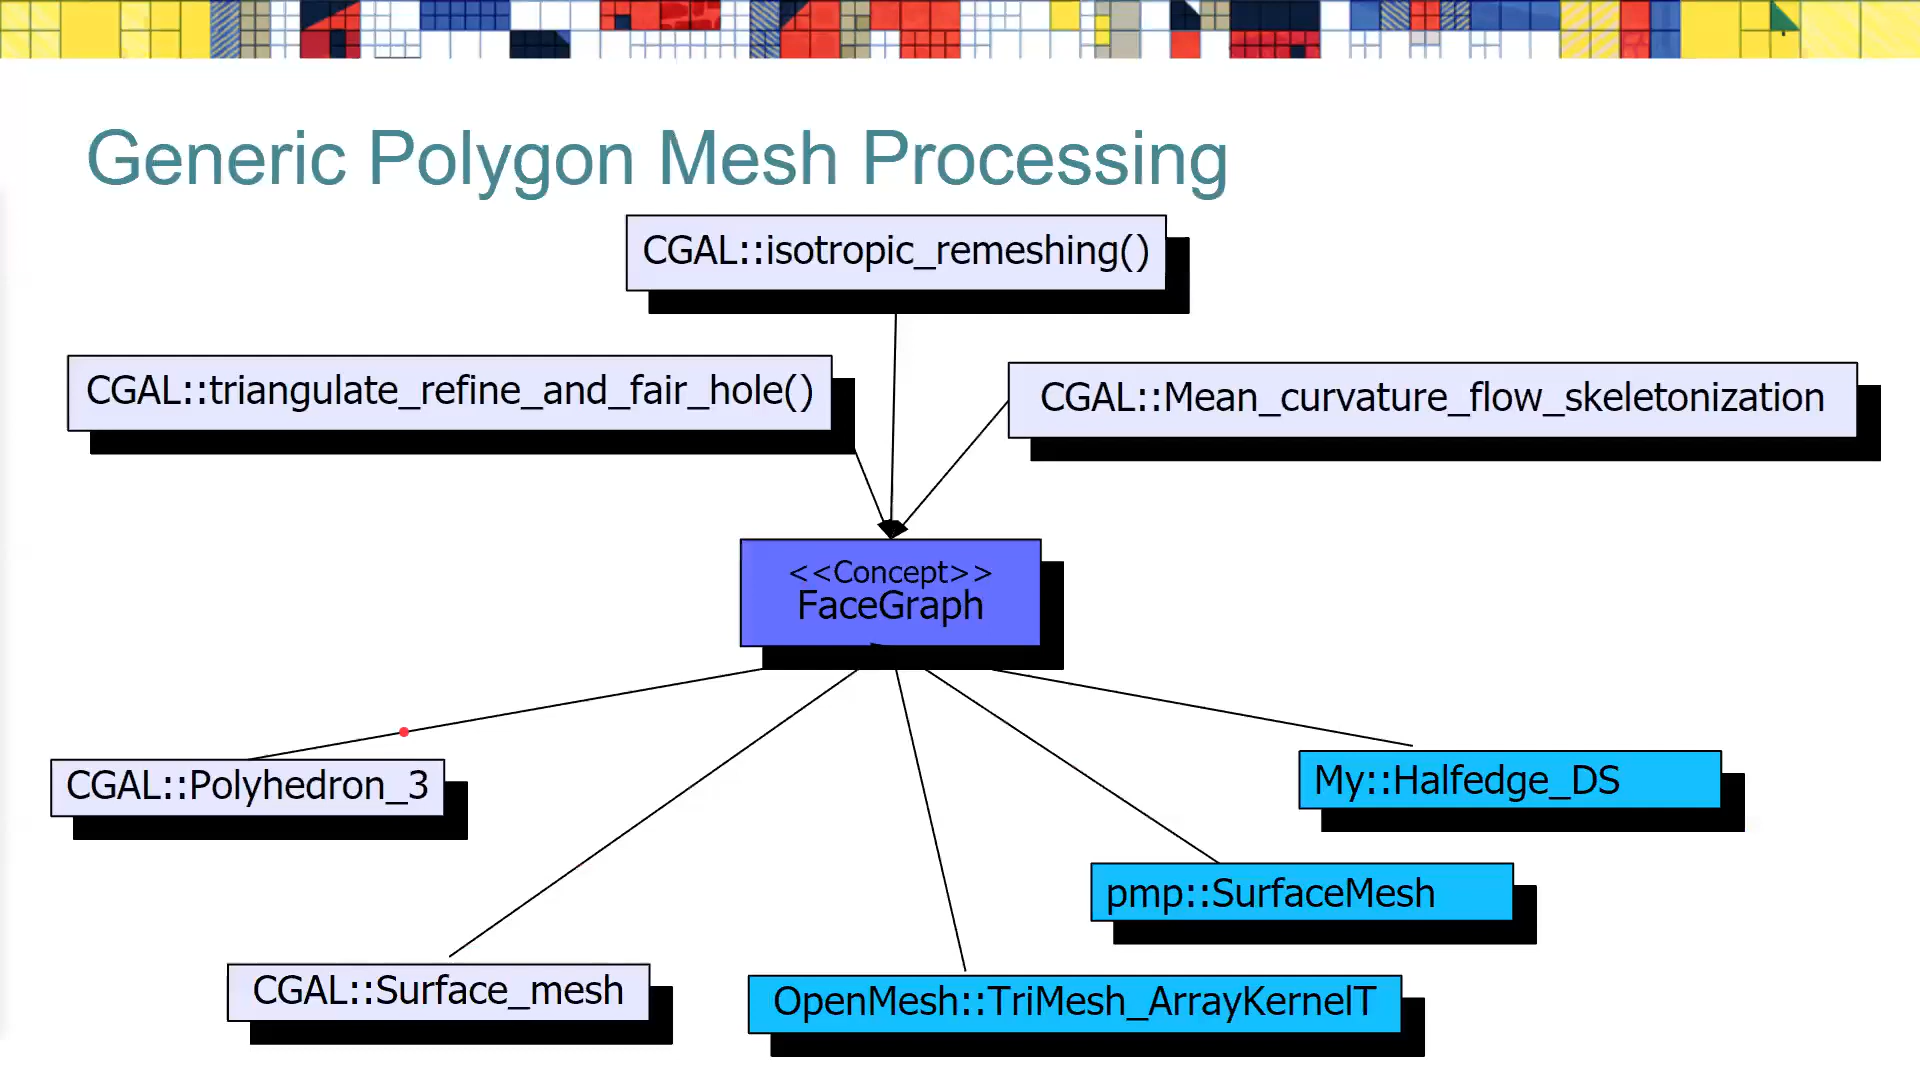 Generic Polygon Mesh Processing
CGAL::isotropic_remeshing()
CGAL::triangulate_refine_and_fair_hole()
CGAL::Mean_curvature_flow_skeletonization
<<Concept>>
FaceGraph
CGAL::Polyhedron_3
My::Halfedge_DS
pmp::SurfaceMesh
CGAL::Surface_mesh
OpenMesh::TriMesh_ArrayKernelT